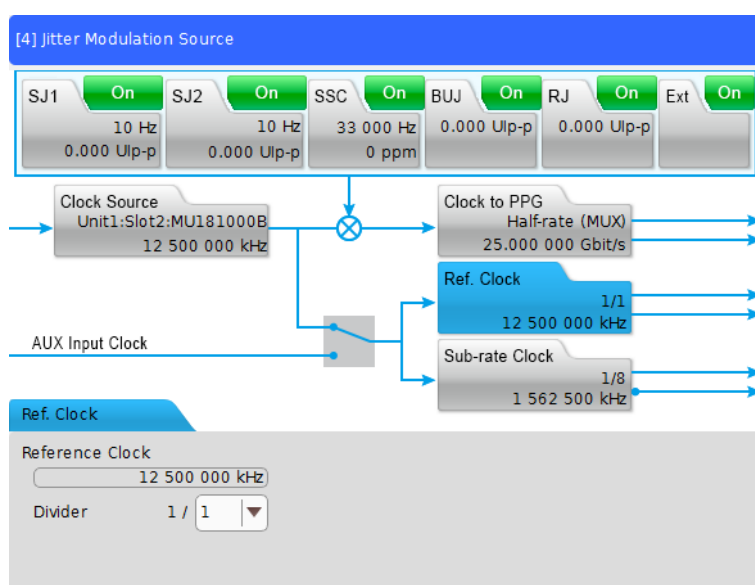 [4] Jitter Modulation Source
SJ1 On SJ2 On SSC On BUJ On RJ On Ext On
10 Hz 10 Hz 33 000 Hz 0.000 UIp-p 0.000 UIp-p
0.000 UIp-p 0.000 UIp-p 0 ppm
Clock Source
Unit1:Slot2:MU181000B
12 500 000 kHz
Clock to PPG
Half-rate (MUX)
25.000 000 Gbit/s
Ref. Clock
1/1
12 500 000 kHz
AUX Input Clock
Sub-rate Clock
1/8
1 562 500 kHz
Ref. Clock
Reference Clock
12 500 000 kHz
Divider 1 / 1